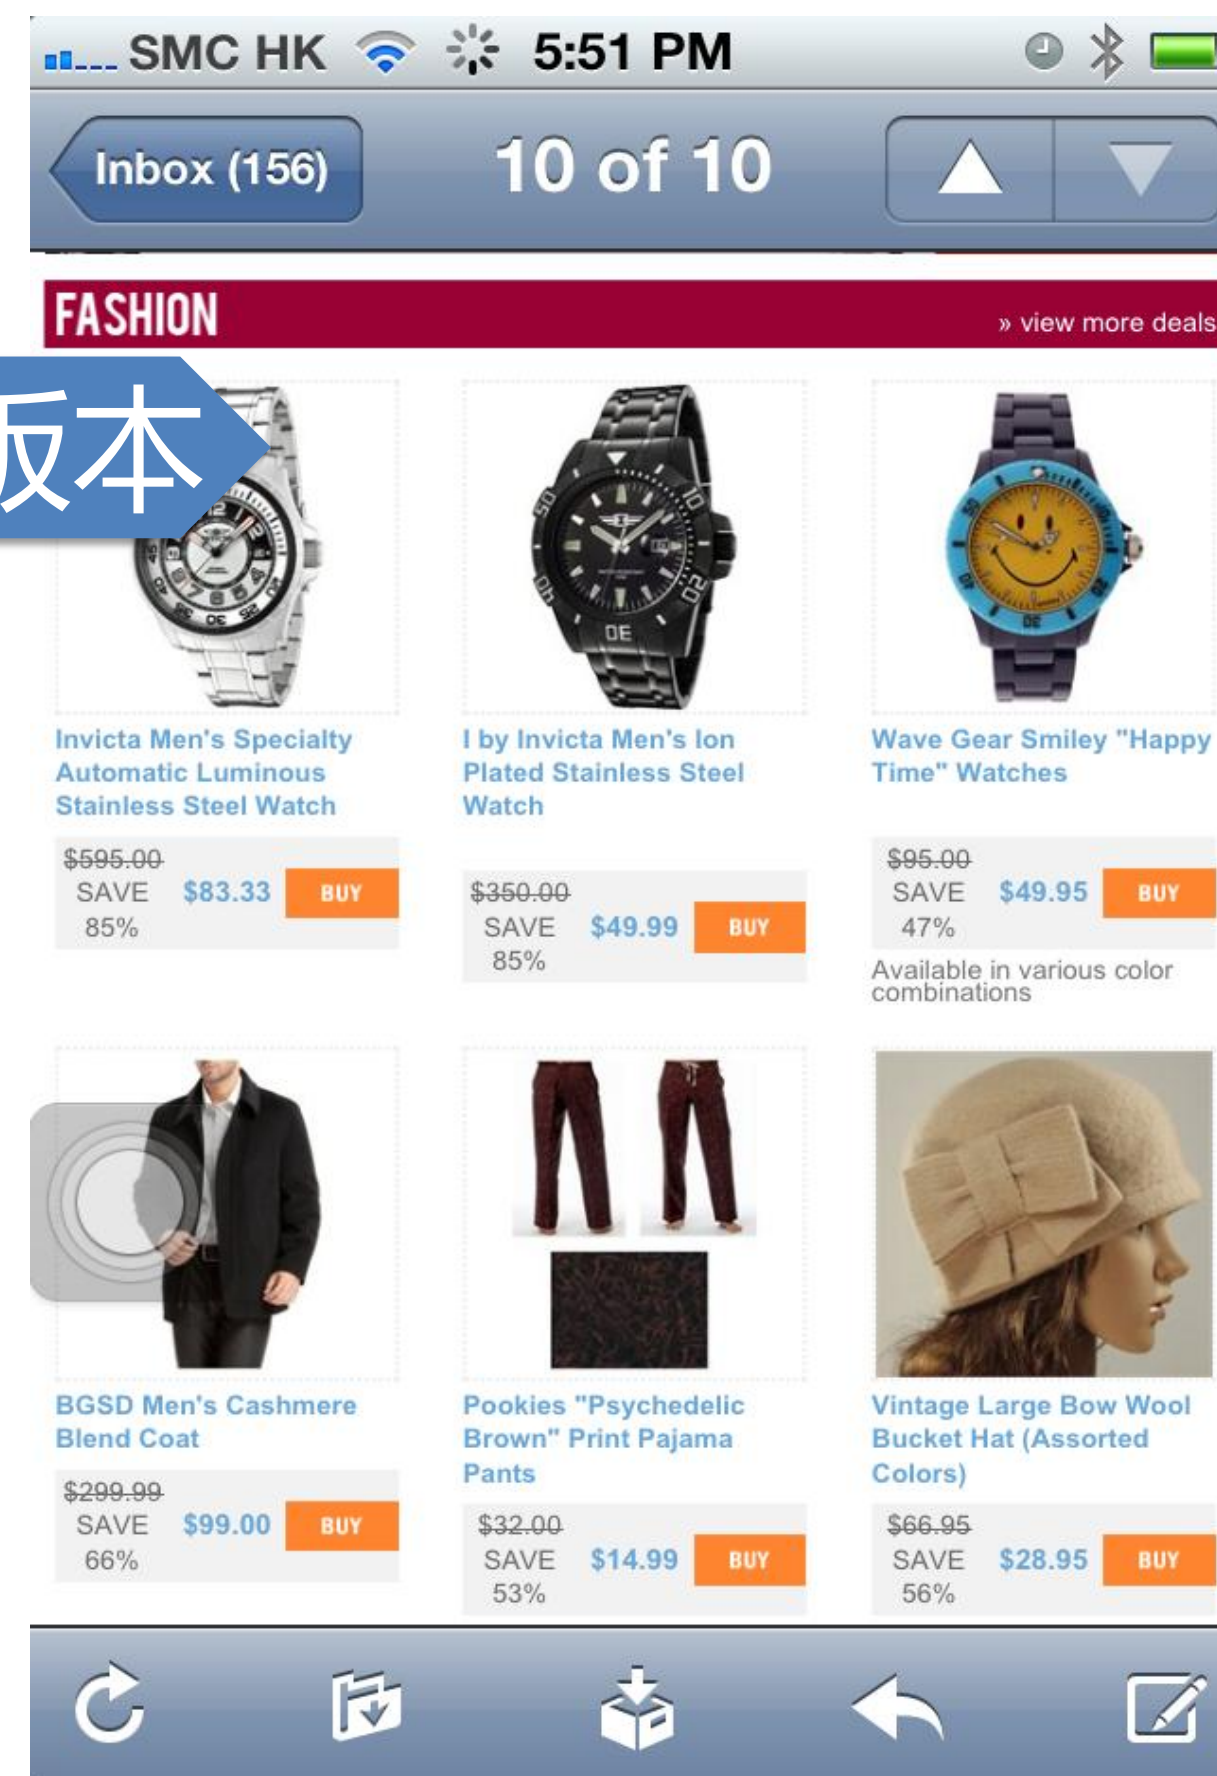 SMC HK 5:51 PM
Inbox (156) 10 of 10
FASHION » view more deals
版本
Invicta Men's Specialty
Automatic Luminous
Stainless Steel Watch
$595.00
SAVE $83.33 BUY
85%
I by Invicta Men's Ion
Plated Stainless Steel
Watch
$350.00
SAVE $49.99 BUY
85%
Wave Gear Smiley "Happy
Time" Watches
$95.00
SAVE $49.95 BUY
47%
Available in various color
combinations
BGSD Men's Cashmere
Blend Coat
$299.99
SAVE $99.00 BUY
66%
Pookies "Psychedelic
Brown" Print Pajama
Pants
$32.00
SAVE $14.99 BUY
53%
Vintage Large Bow Wool
Bucket Hat (Assorted
Colors)
$66.95
SAVE $28.95 BUY
56%